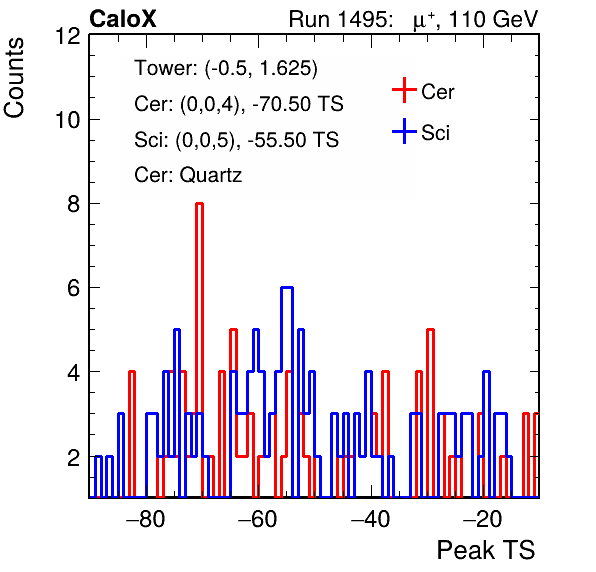 CaloX Run 1495: μ⁺, 110 GeV
Counts
12
10
8
6
4
2
Tower: (-0.5, 1.625)
Cer: (0,0,4), -70.50 TS
Sci: (0,0,5), -55.50 TS
Cer: Quartz
Cer
Sci
−80 −60 −40 −20
Peak TS